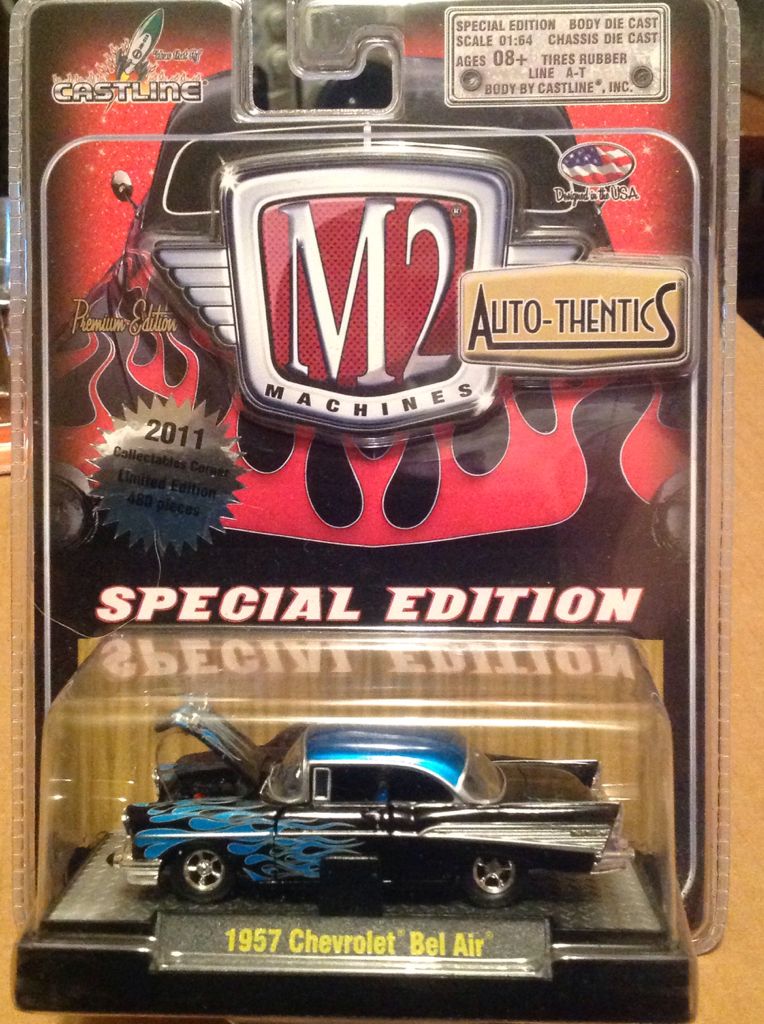 CASTLINE®
SPECIAL EDITION BODY DIE CAST
SCALE 01:64 CHASSIS DIE CAST
AGES 08+ TIRES RUBBER
LINE A-T
BODY BY CASTLINE®, INC.
Designed in the USA
M2®
MACHINES
AUTO-THENTICS
Premium Edition
2011
Collectables Corner
Limited Edition
480 pieces
SPECIAL EDITION
1957 Chevrolet® Bel Air®